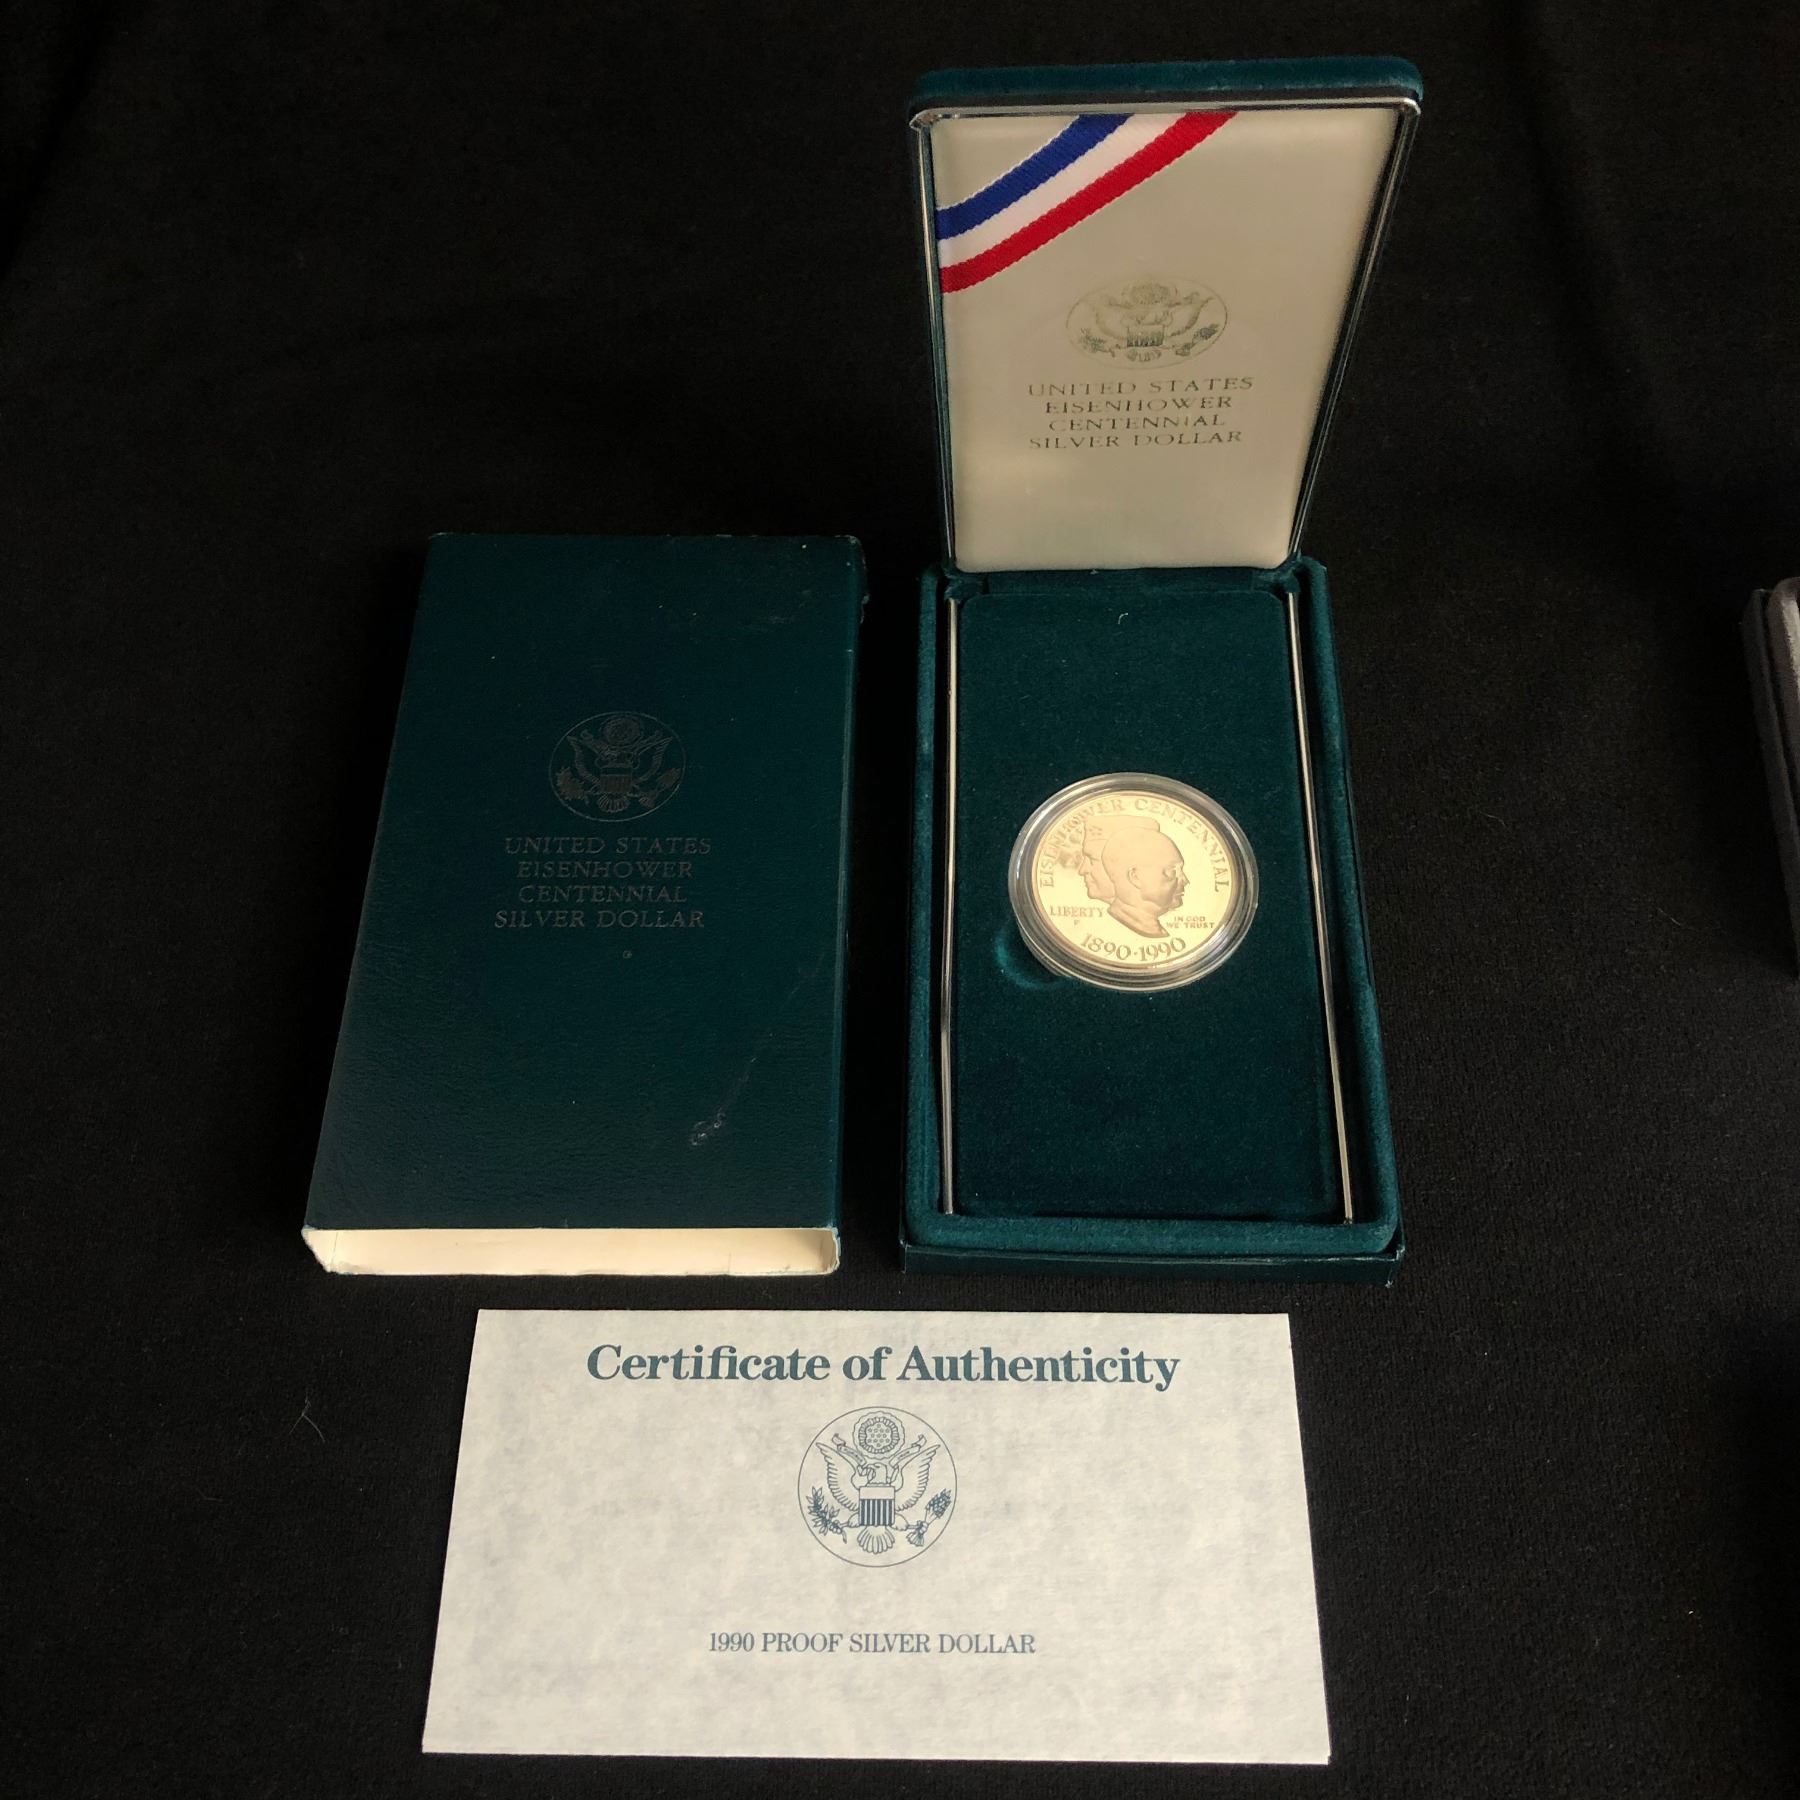 UNITED STATES
EISENHOWER
CENTENNIAL
SILVER DOLLAR
UNITED STATES
EISENHOWER
CENTENNIAL
SILVER DOLLAR
EISENHOWER CENTENNIAL
LIBERTY
P
IN GOD
WE TRUST
1890-1990
Certificate of Authenticity
1990 PROOF SILVER DOLLAR